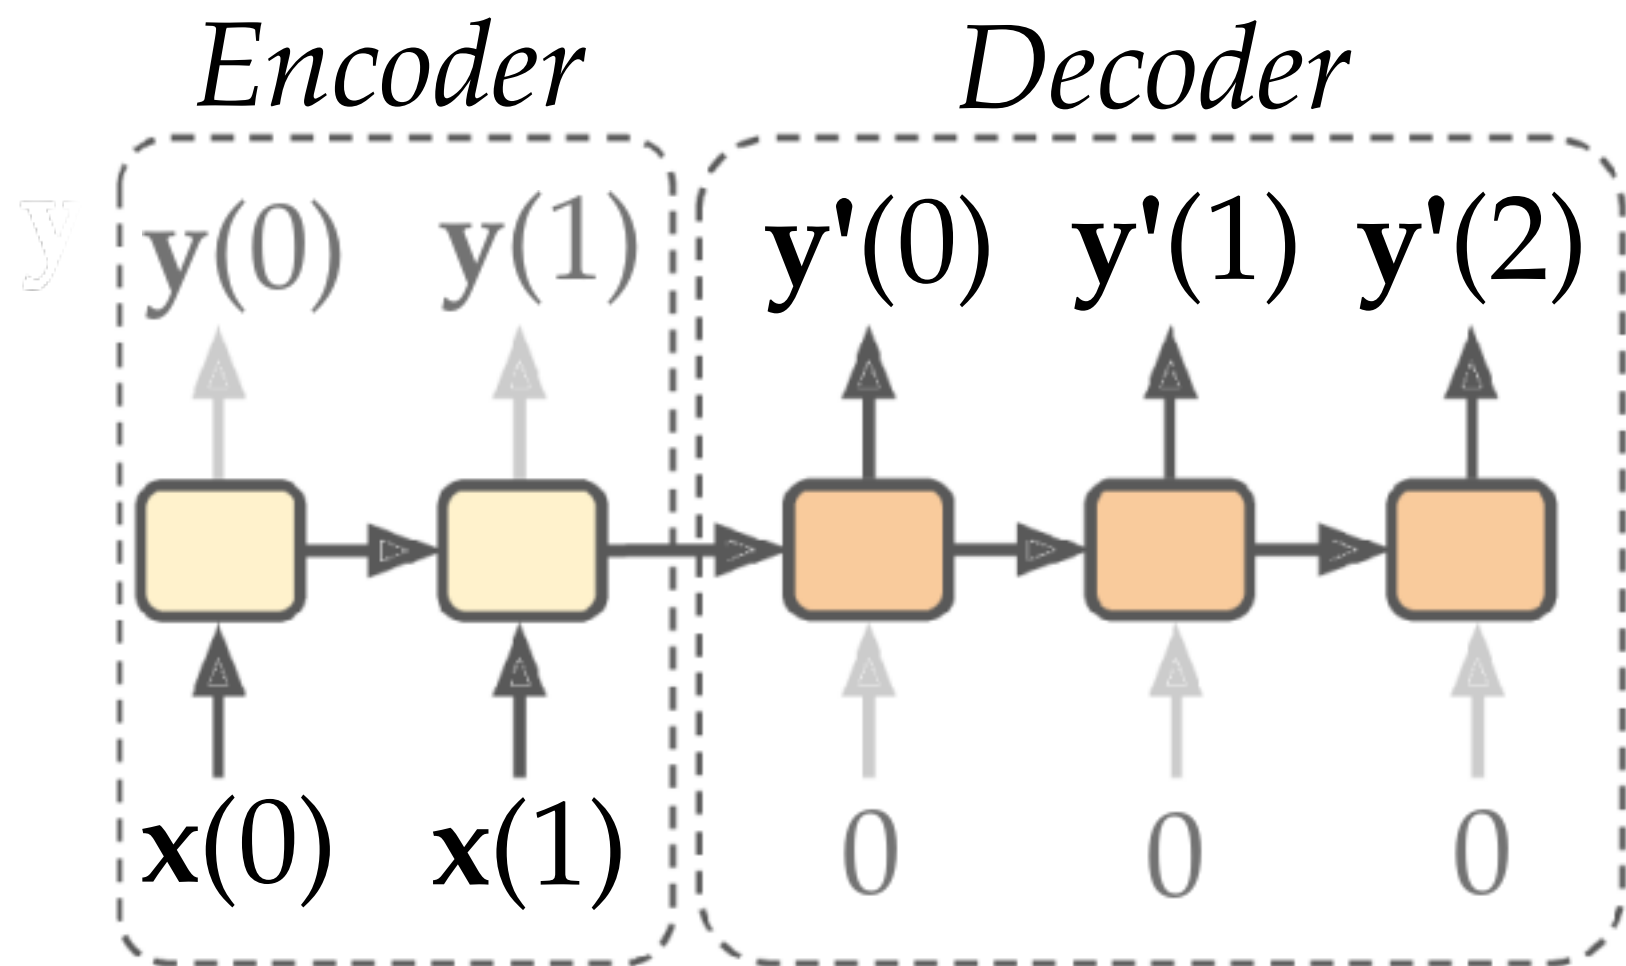 Encoder Decoder
y y(0) y(1) y'(0) y'(1) y'(2)
x(0) x(1) 0 0 0